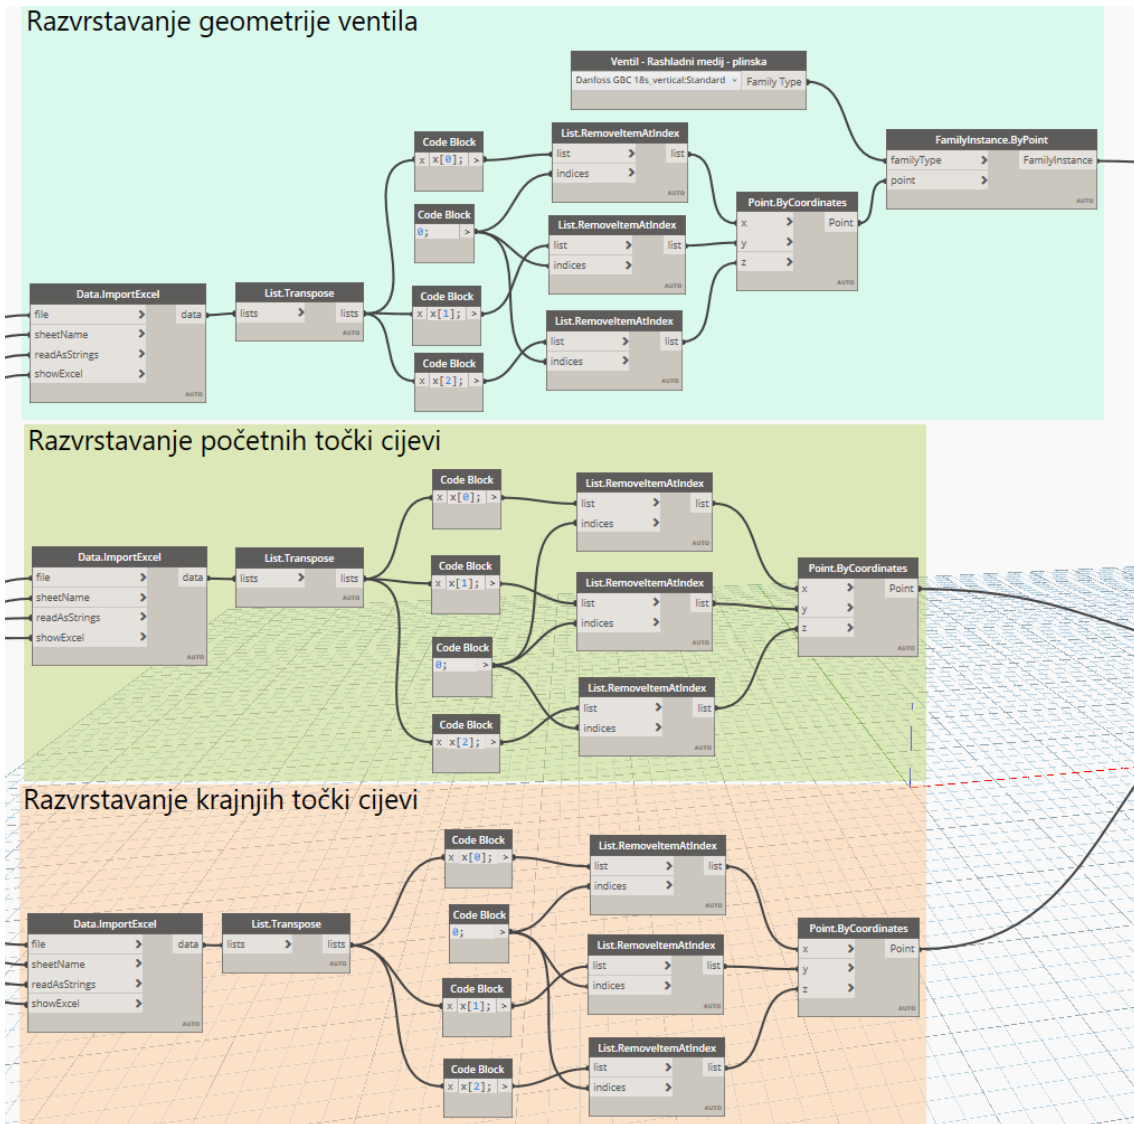 Razvrstavanje geometrije ventila
Ventil - Rashladni medij - plinska
Danfoss GBC 18s_vertical:Standard Family Type
Code Block
x x[0]; >
List.RemoveItemAtIndex
list > list
indices >
AUTO
FamilyInstance.ByPoint
familyType > FamilyInstance
point >
AUTO
Code Block
0; >
List.RemoveItemAtIndex
list > list
indices >
AUTO
Point.ByCoordinates
x > Point
y >
z >
AUTO
Data.ImportExcel
file > data
sheetName >
readAsStrings >
showExcel >
AUTO
List.Transpose
lists > lists
AUTO
Code Block
x x[1]; >
List.RemoveItemAtIndex
list > list
indices >
AUTO
Code Block
x x[2]; >
Razvrstavanje početnih točki cijevi
Code Block
x x[0]; >
List.RemoveItemAtIndex
list > list
indices >
AUTO
Data.ImportExcel
file > data
sheetName >
readAsStrings >
showExcel >
AUTO
List.Transpose
lists > lists
AUTO
Code Block
x x[1]; >
List.RemoveItemAtIndex
list > list
indices >
AUTO
Point.ByCoordinates
x > Point
y >
z >
AUTO
Code Block
0; >
List.RemoveItemAtIndex
list > list
indices >
AUTO
Code Block
x x[2]; >
Razvrstavanje krajnjih točki cijevi
Code Block
x x[0]; >
List.RemoveItemAtIndex
list > list
indices >
AUTO
Data.ImportExcel
file > data
sheetName >
readAsStrings >
showExcel >
AUTO
List.Transpose
lists > lists
AUTO
Code Block
0; >
List.RemoveItemAtIndex
list > list
indices >
AUTO
Point.ByCoordinates
x > Point
y >
z >
AUTO
Code Block
x x[1]; >
List.RemoveItemAtIndex
list > list
indices >
AUTO
Code Block
x x[2]; >